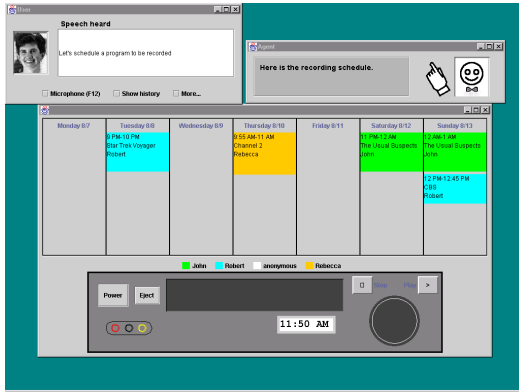 User
Speech heard
Let's schedule a program to be recorded
Microphone (F12) Show history More...
Agent
Here is the recording schedule.
Monday 8/7 Tuesday 8/8 Wednesday 8/9 Thursday 8/10 Friday 8/11 Saturday 8/12 Sunday 8/13
9 PM-10 PM
Star Trek Voyager
Robert
9:55 AM-11 AM
Channel 2
Rebecca
11 PM-12 AM
The Usual Suspects
John
12 AM-1 AM
The Usual Suspects
John
12 PM-12:45 PM
CBS
Robert
John Robert anonymous Rebecca
Power Eject
Stop Play >
11:50 AM